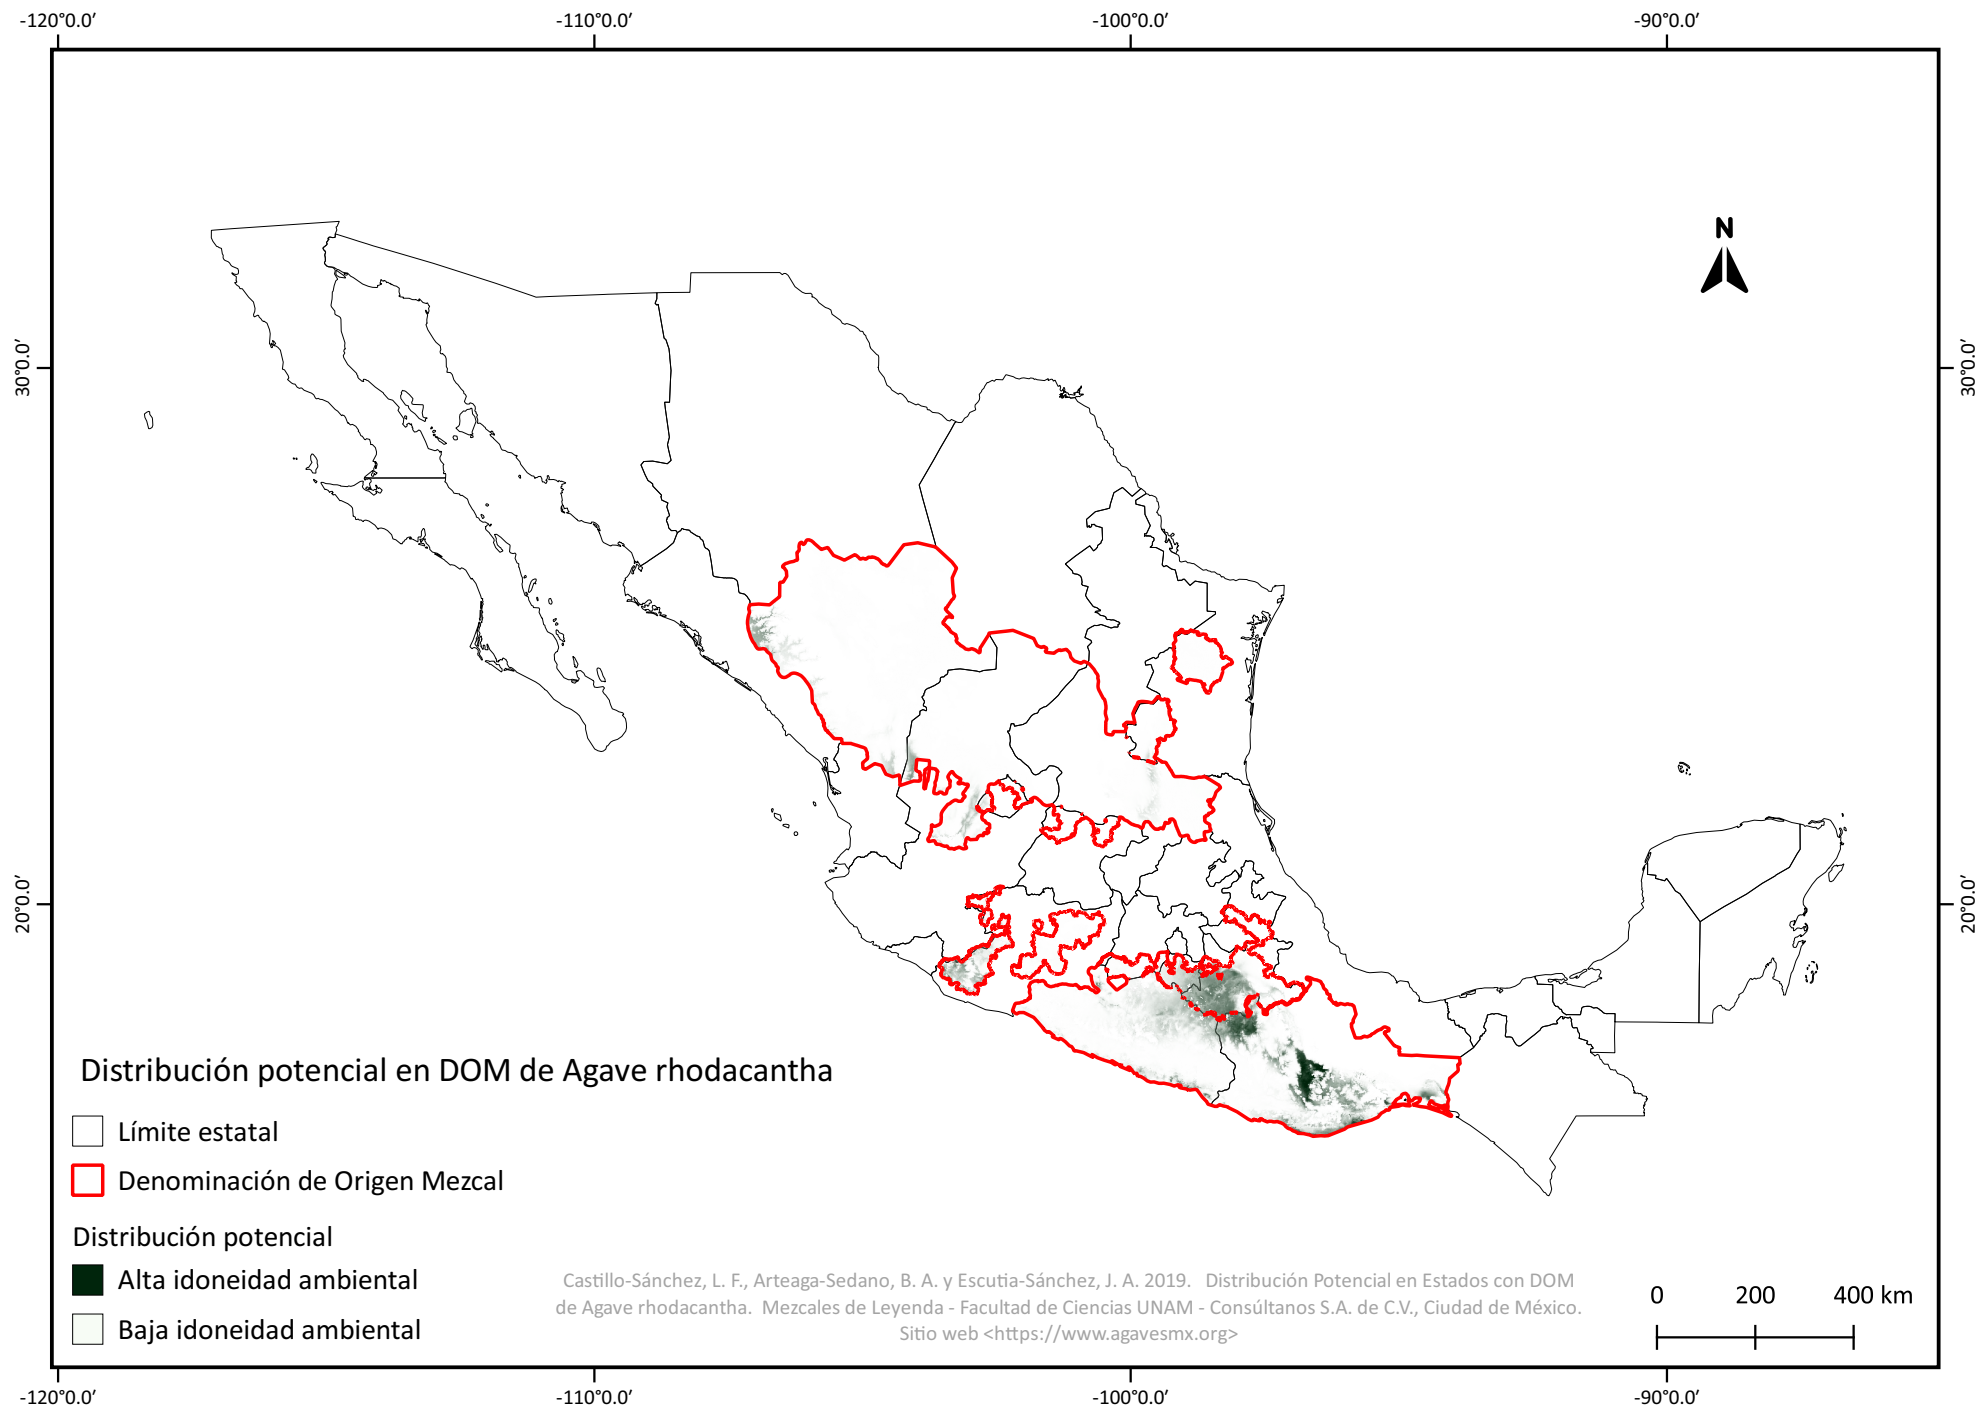 -120°0.0′
-110°0.0′
-100°0.0′
-90°0.0′
30°0.0′
30°0.0′
20°0.0′
20°0.0′
N
Distribución potencial en DOM de Agave rhodacantha
Límite estatal
Denominación de Origen Mezcal
Distribución potencial
Alta idoneidad ambiental
Baja idoneidad ambiental
Castillo-Sánchez, L. F., Arteaga-Sedano, B. A. y Escutia-Sánchez, J. A. 2019. Distribución Potencial en Estados con DOM
de Agave rhodacantha. Mezcales de Leyenda - Facultad de Ciencias UNAM - Consúltanos S.A. de C.V., Ciudad de México.
Sitio web <https://www.agavesmx.org>
0 200 400 km
-120°0.0′
-110°0.0′
-100°0.0′
-90°0.0′